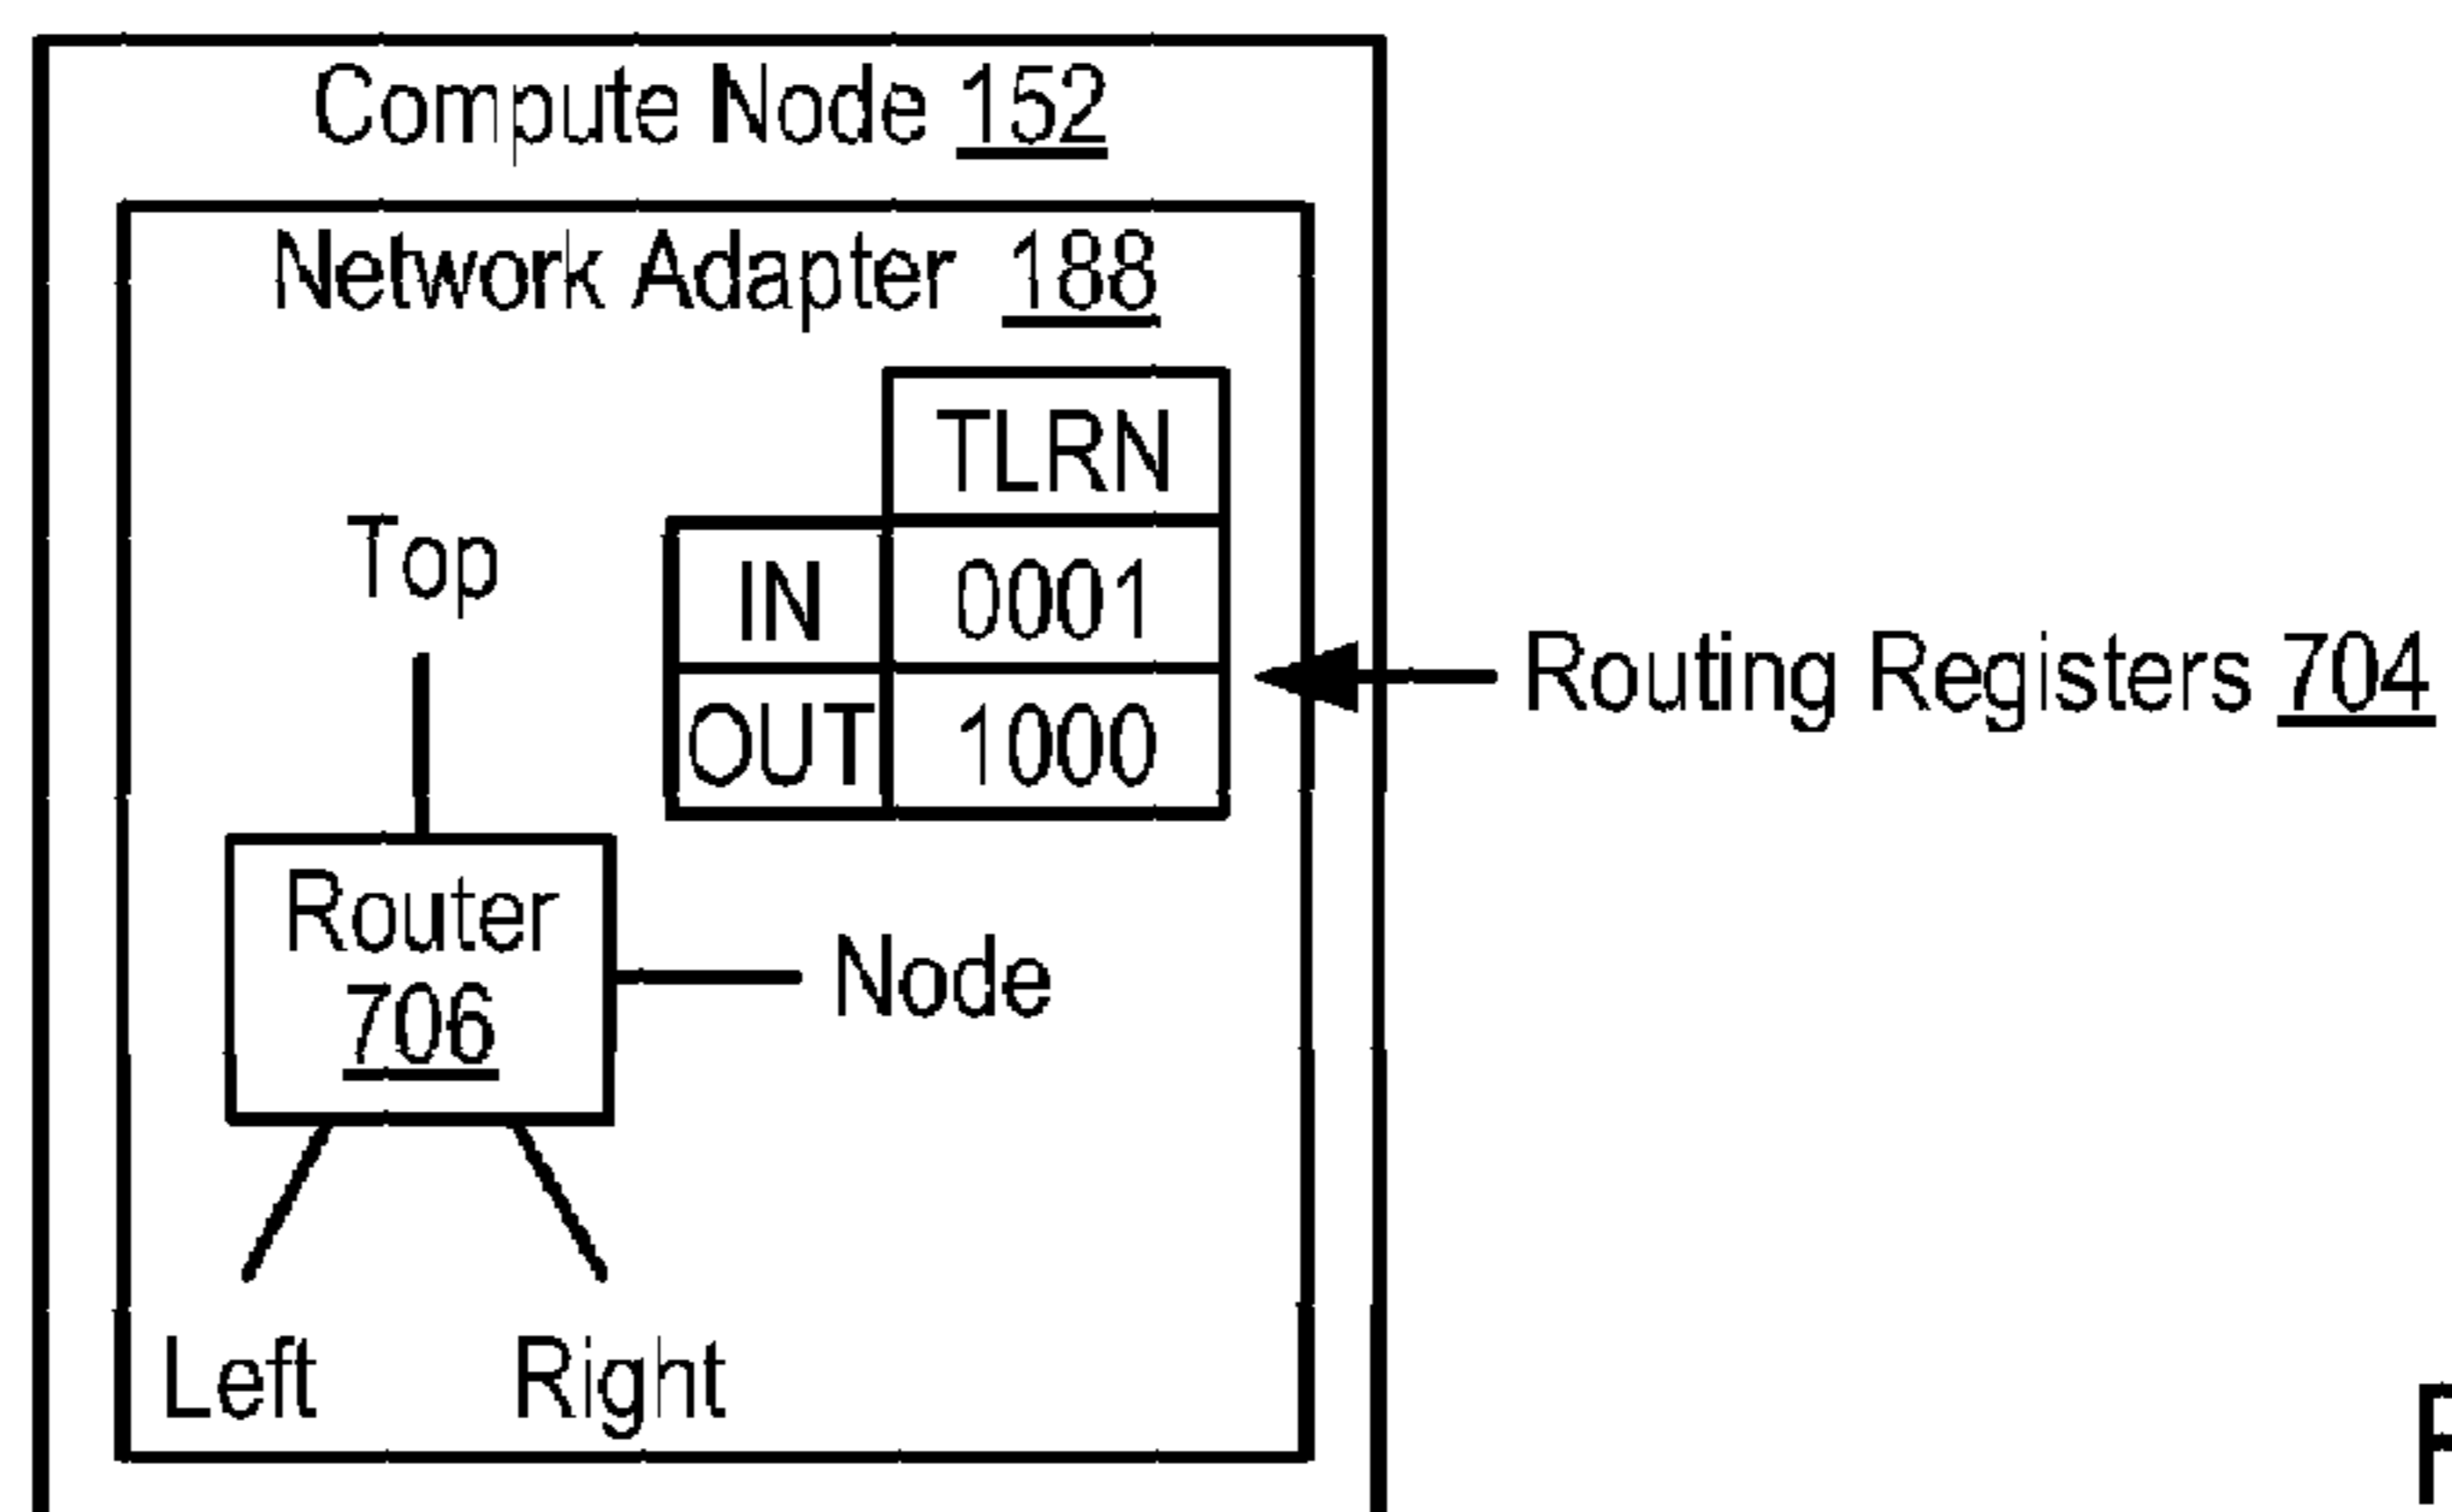 Compute Node 152
Network Adapter 188
TLRN
Top
IN 0001
OUT 1000
Routing Registers 704
Router
706
Node
Left Right